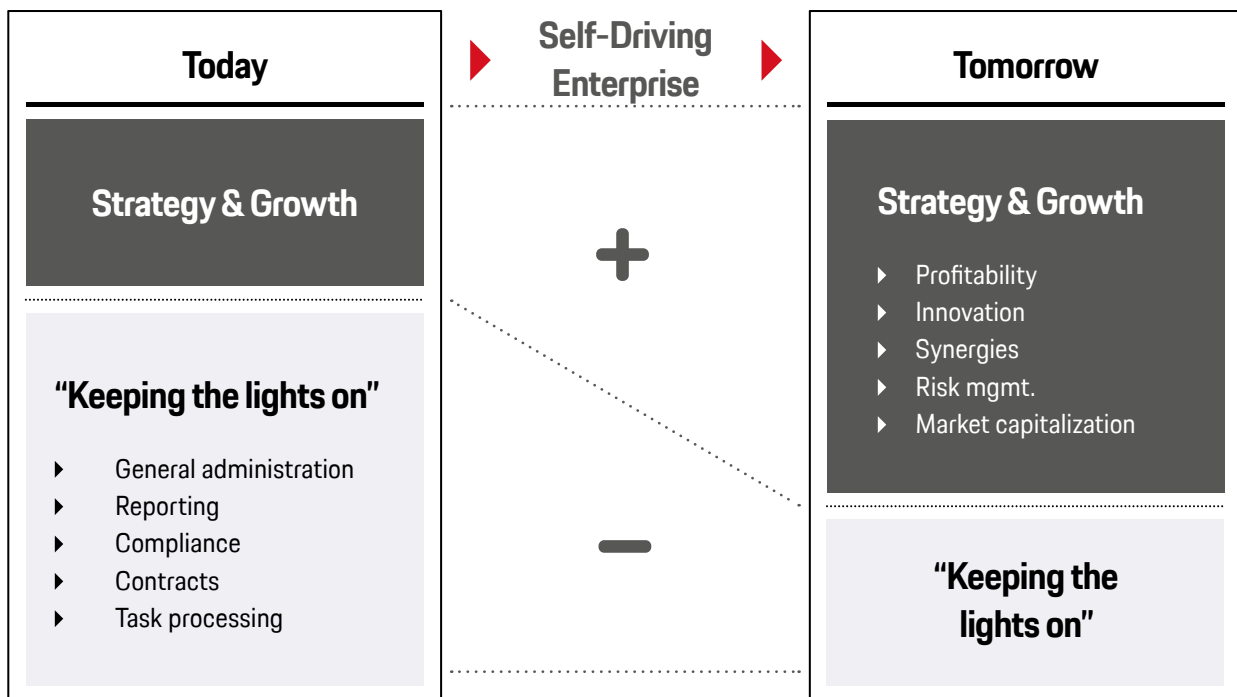 Today
Strategy & Growth
“Keeping the lights on”
General administration
Reporting
Compliance
Contracts
Task processing
Self-Driving
Enterprise
+
–
Tomorrow
Strategy & Growth
Profitability
Innovation
Synergies
Risk mgmt.
Market capitalization
“Keeping the
lights on”